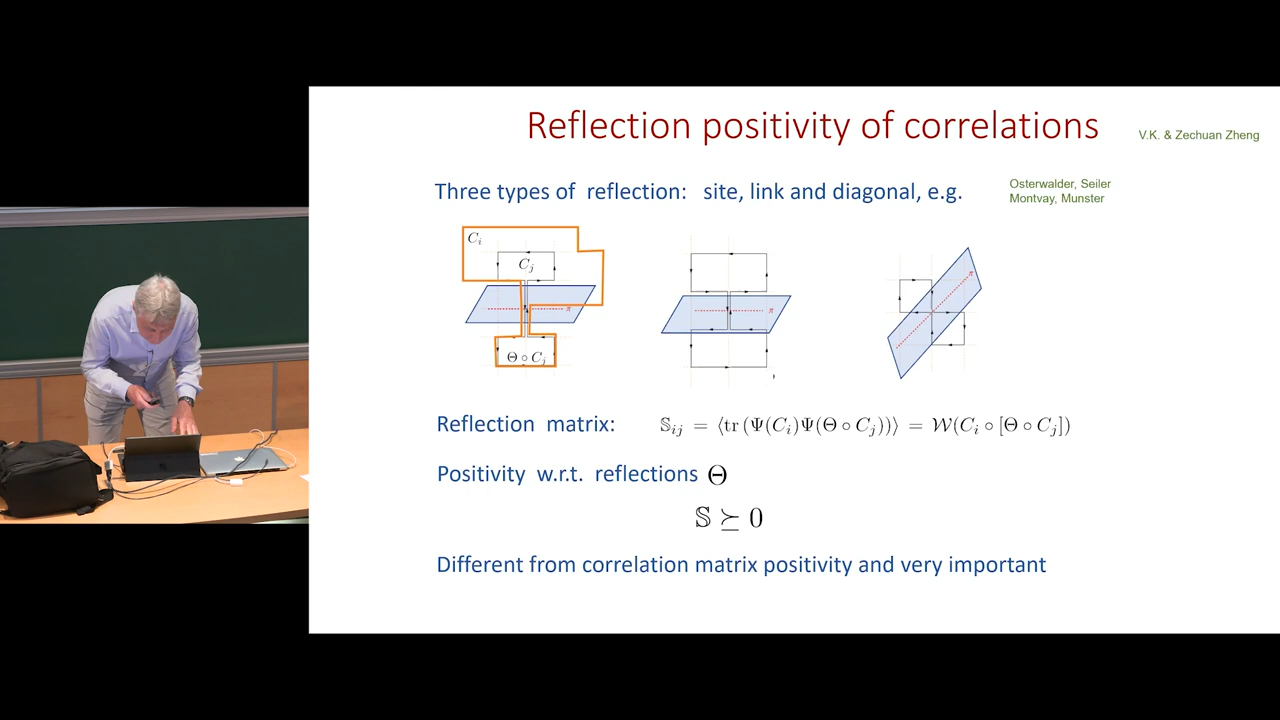 Reflection positivity of correlations
V.K. & Zechuan Zheng
Three types of reflection: site, link and diagonal, e.g.
Osterwalder, Seiler
Montvay, Munster
C_i
C_j
π
Θ ∘ C_j
π
π
Reflection matrix: 𝕊_{ij} = ⟨tr (Ψ(C_i)Ψ(Θ ∘ C_j))⟩ = 𝒲(C_i ∘ [Θ ∘ C_j])
Positivity w.r.t. reflections Θ
𝕊 ⪰ 0
Different from correlation matrix positivity and very important